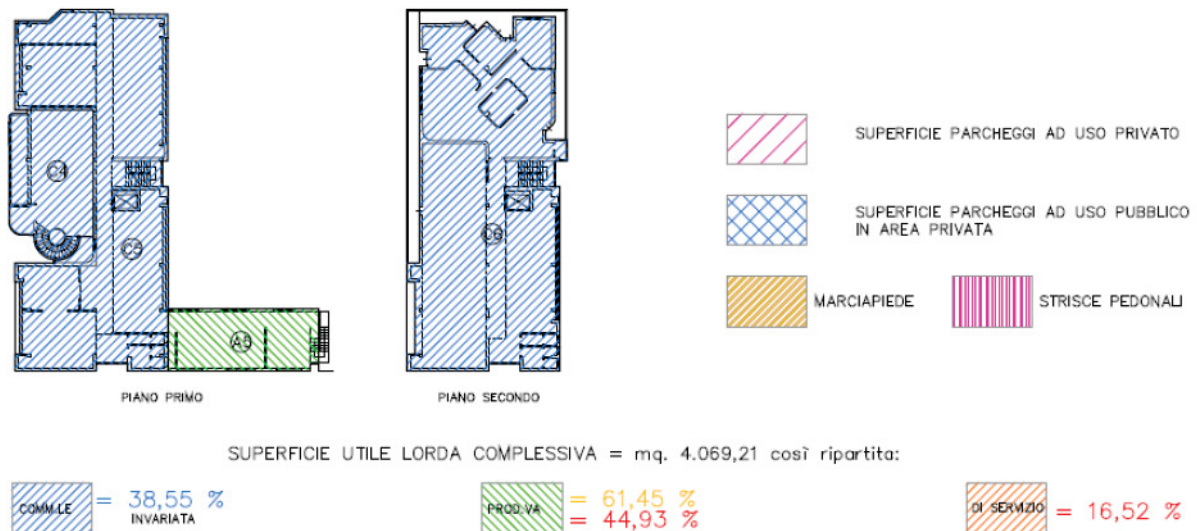 C4
C5
A5
C6
PIANO PRIMO
PIANO SECONDO
SUPERFICIE PARCHEGGI AD USO PRIVATO
SUPERFICIE PARCHEGGI AD USO PUBBLICO
IN AREA PRIVATA
MARCIAPIEDE
STRISCE PEDONALI
SUPERFICIE UTILE LORDA COMPLESSIVA = mq. 4.069,21 così ripartita:
COMM.LE = 38,55 %
INVARIATA
PROD.VA = 61,45 %
= 44,93 %
DI SERVIZIO = 16,52 %